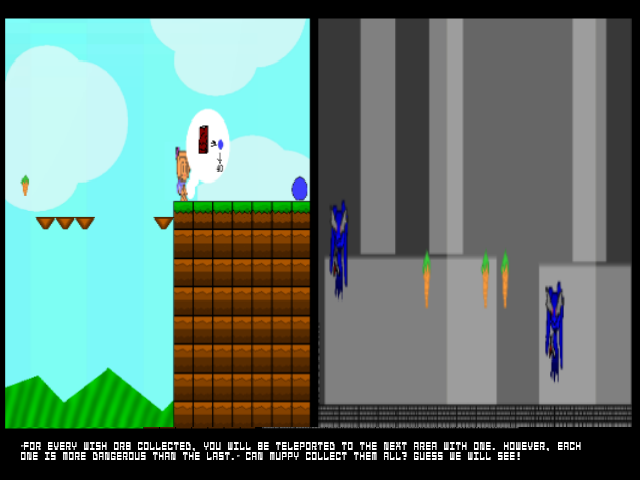 -FOR EVERY WISH ORB COLLECTED, YOU WILL BE TELEPORTED TO THE NEXT AREA WITH ONE. HOWEVER, EACH
ONE IS MORE DANGEROUS THAN THE LAST.- CAN MUPPY COLLECT THEM ALL? GUESS WE WILL SEE!